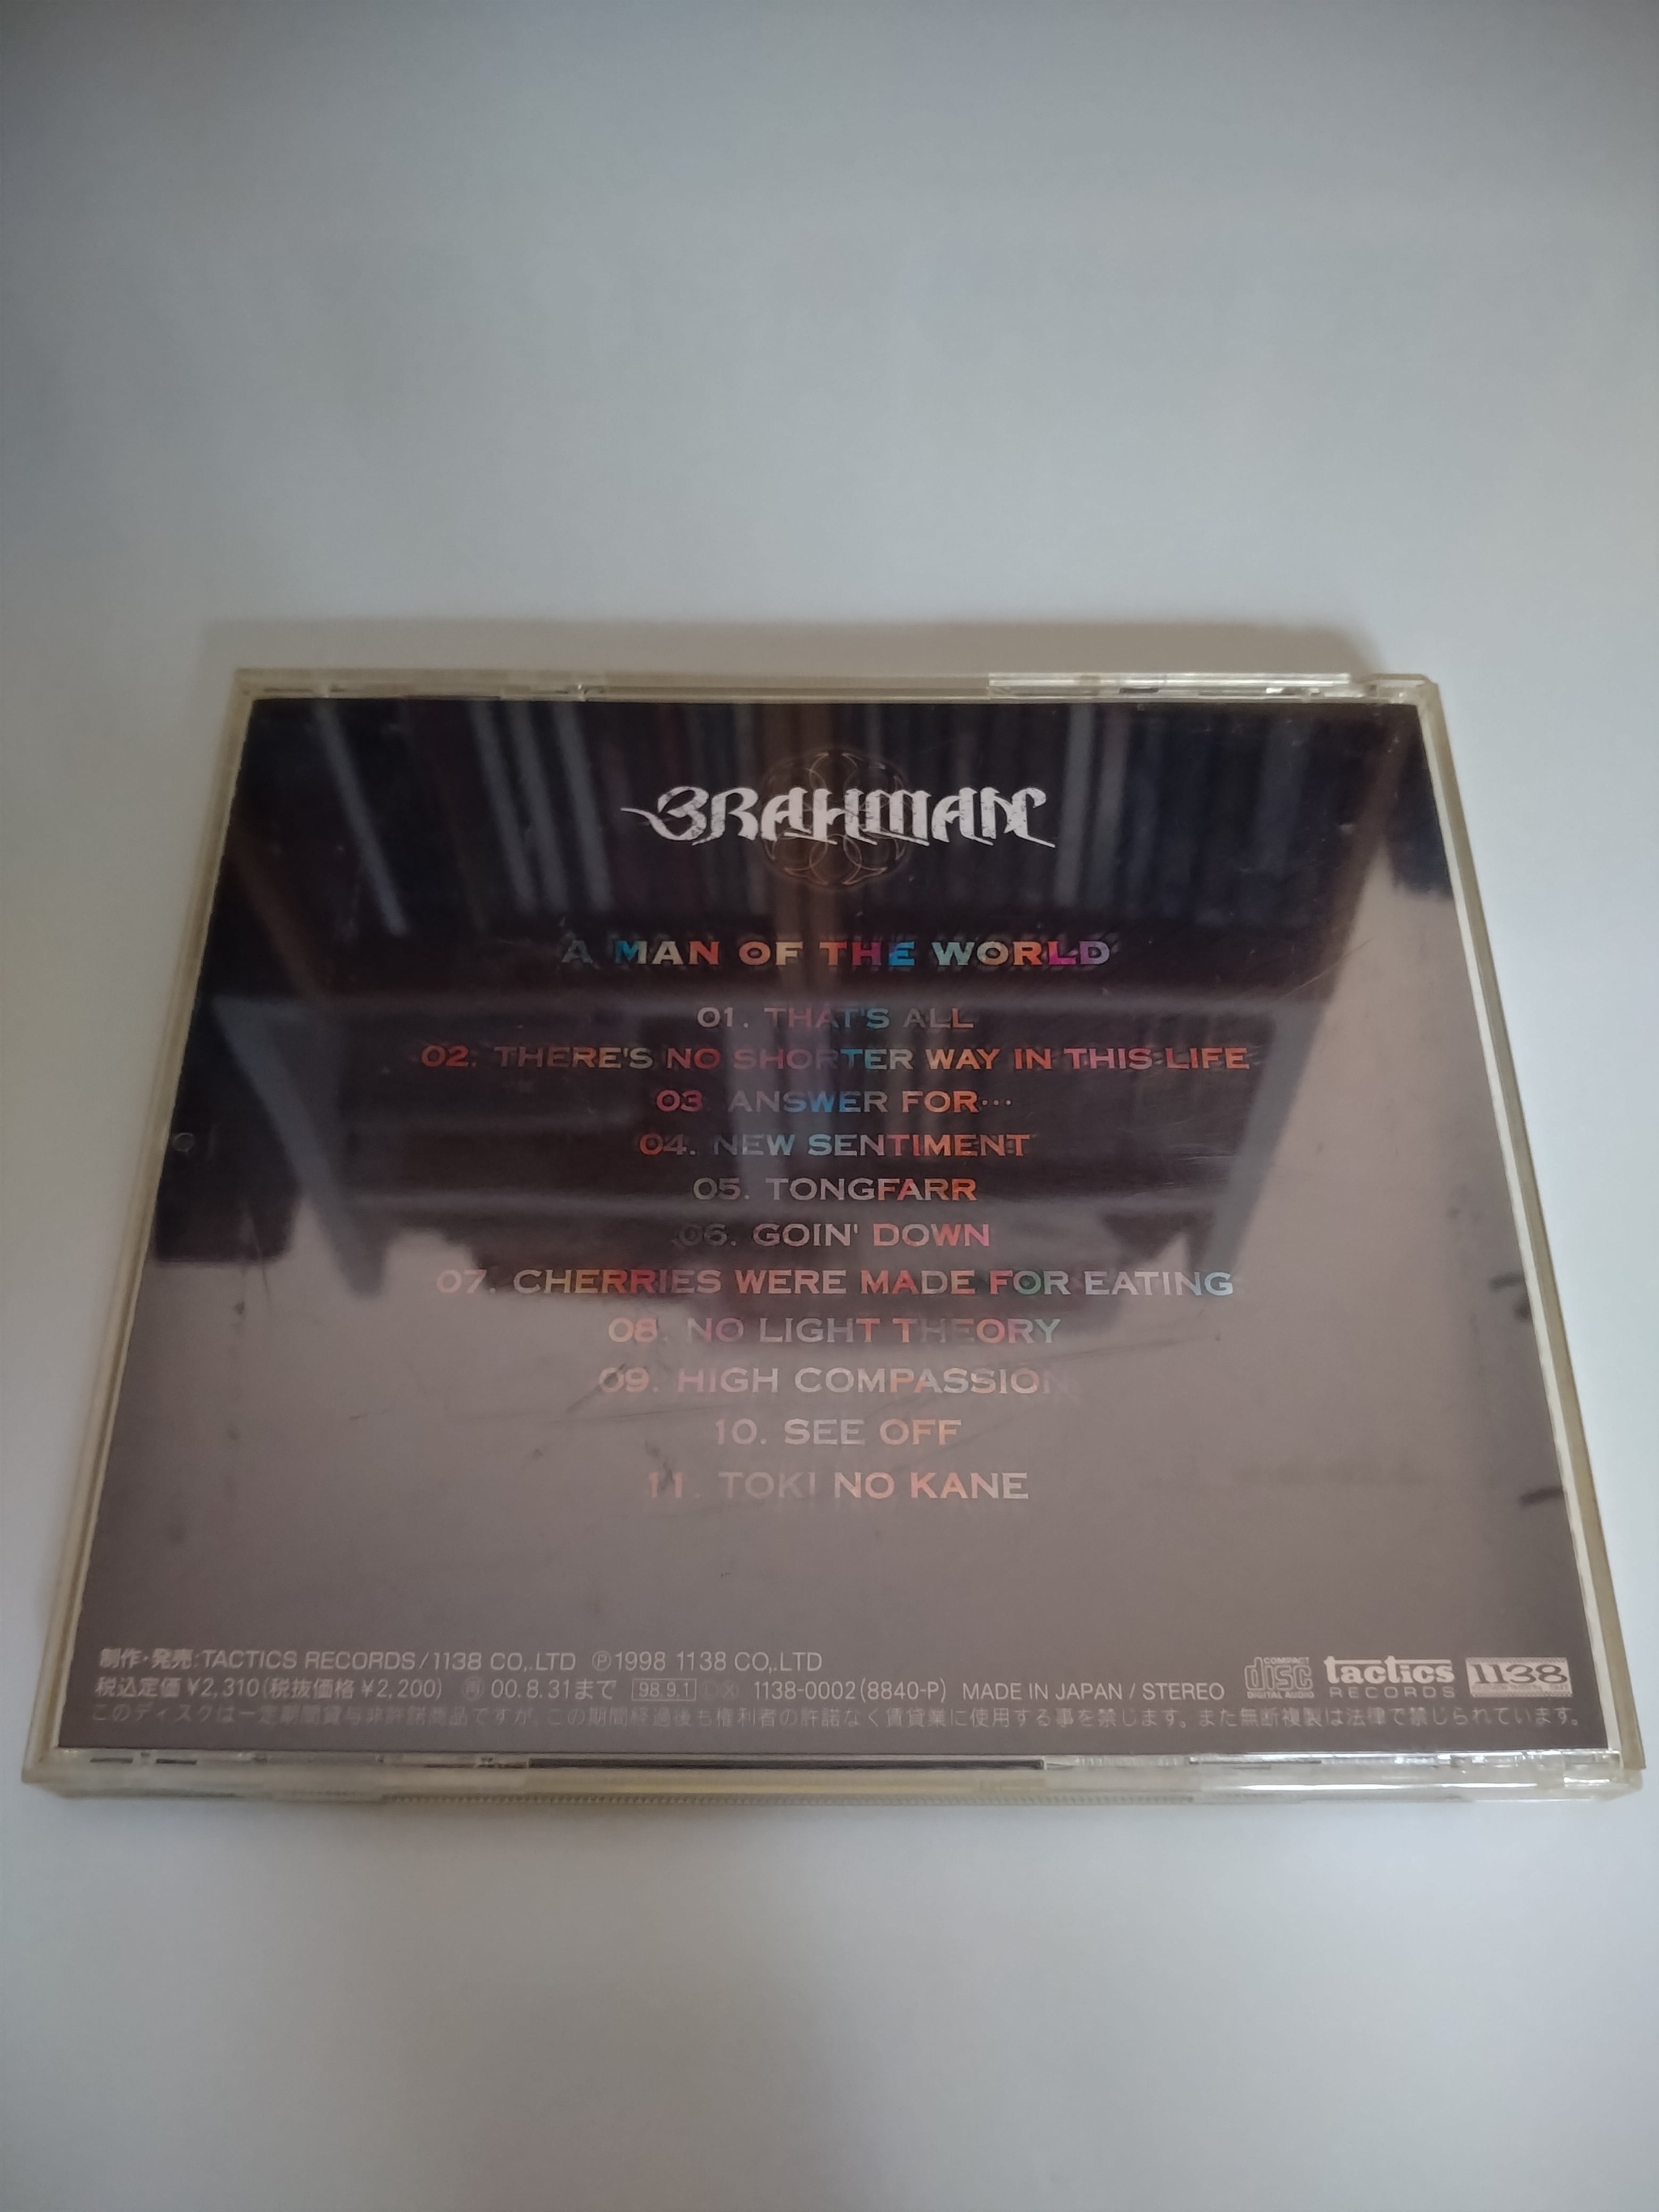 BRAHMAN
A MAN OF THE WORLD
01. THAT'S ALL
02. THERE'S NO SHORTER WAY IN THIS LIFE
03 ANSWER FOR…
04. NEW SENTIMENT
05. TONGFARR
06. GOIN' DOWN
07. CHERRIES WERE MADE FOR EATING
08. NO LIGHT THEORY
09. HIGH COMPASSION
10. SEE OFF
11. TOKI NO KANE
制作・発売:TACTICS RECORDS/1138 CO,.LTD Ⓟ1998 1138 CO,.LTD
税込定価¥2,310(税抜価格¥2,200) 再 00.8.31まで 98.9.1 1138-0002(8840-P) MADE IN JAPAN / STEREO
COMPACT disc DIGITAL AUDIO
tactics RECORDS
1138
このディスクは一定期間貸与非許諾商品ですが、この期間経過後も権利者の許諾なく賃貸業に使用する事を禁じます。また無断複製は法律で禁じられています。